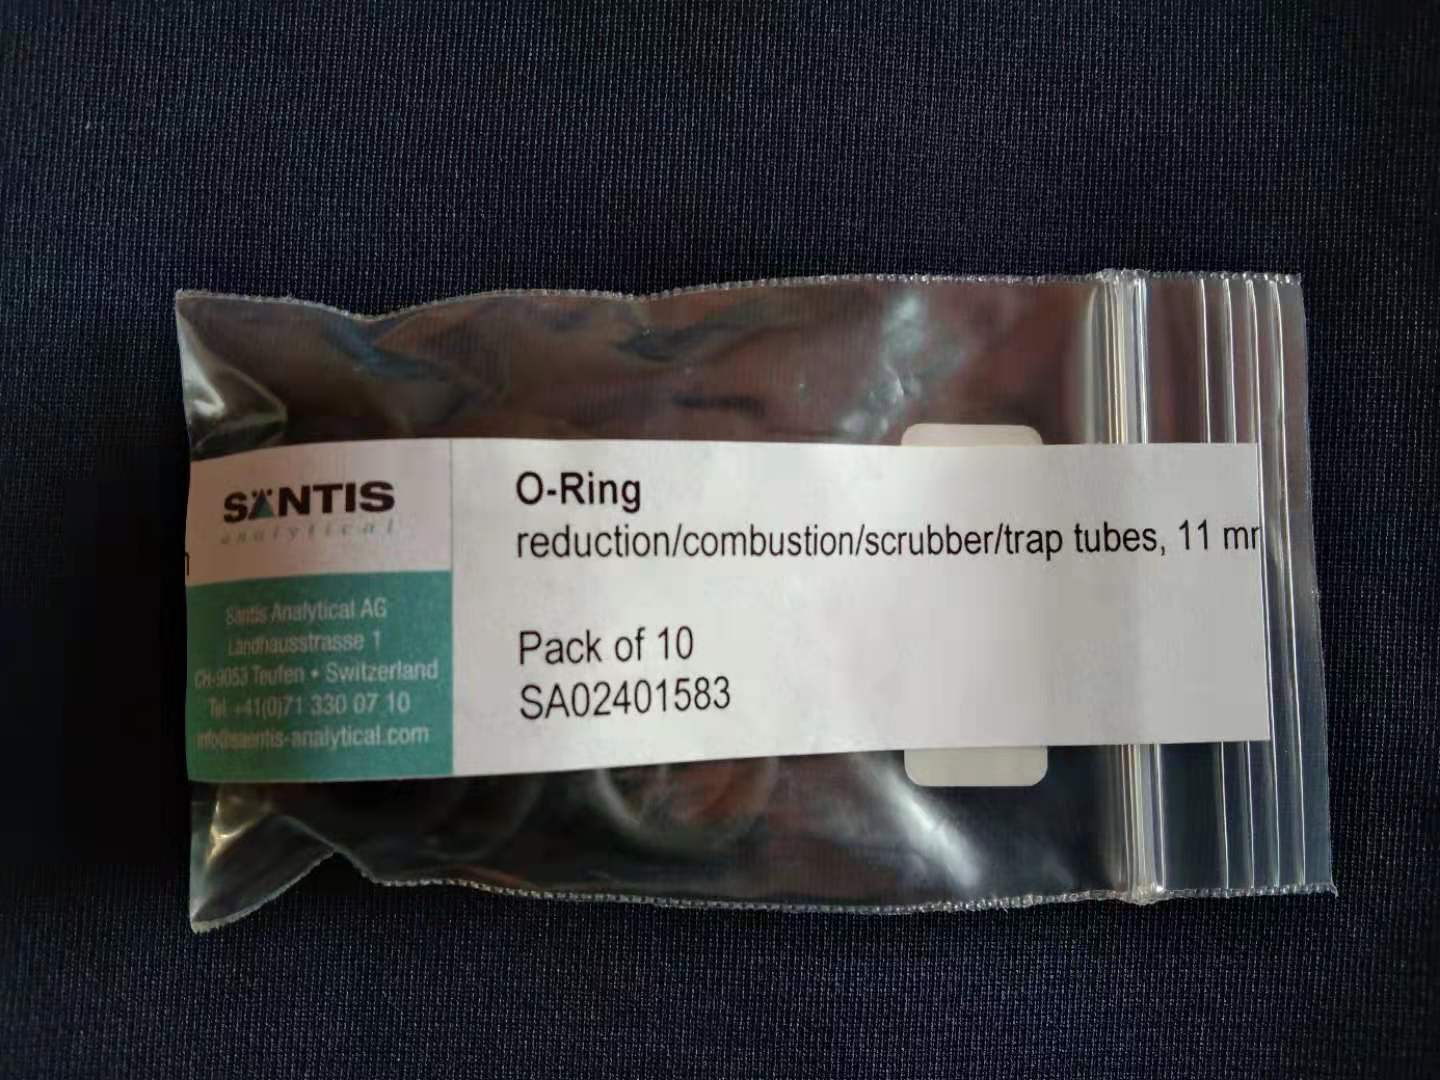 SÄNTIS
analytical
Säntis Analytical AG
Landhausstrasse 1
CH-9053 Teufen • Switzerland
Tel. +41(0)71 330 07 10
info@saentis-analytical.com
O-Ring
reduction/combustion/scrubber/trap tubes, 11 mm
Pack of 10
SA02401583